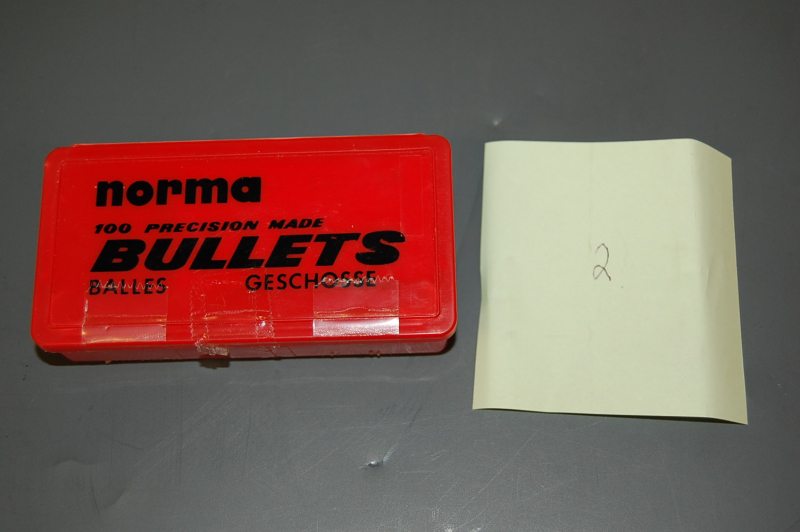 norma
100 PRECISION MADE
BULLETS
BALLES GESCHOSSE
2